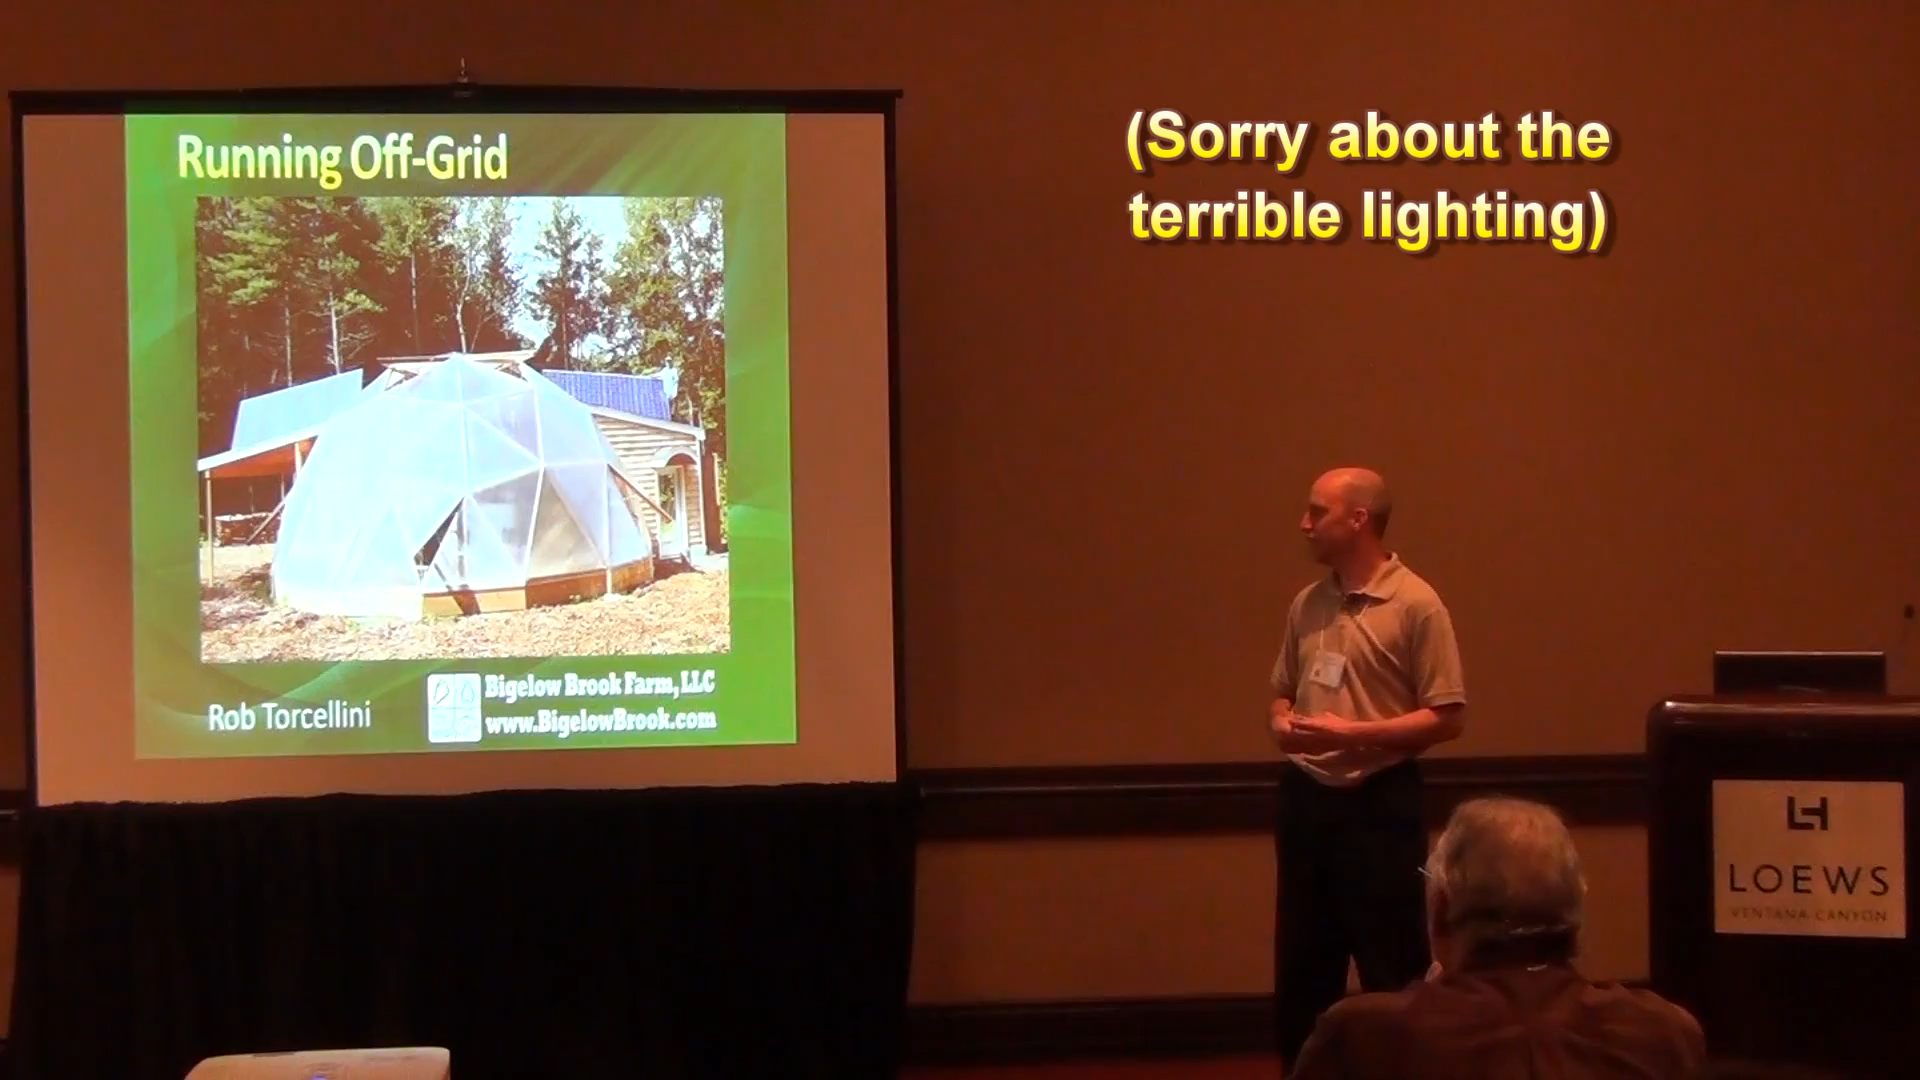 Running Off-Grid
Rob Torcellini
Bigelow Brook Farm, LLC
www.BigelowBrook.com
(Sorry about the
terrible lighting)
LH
LOEWS
VENTANA CANYON